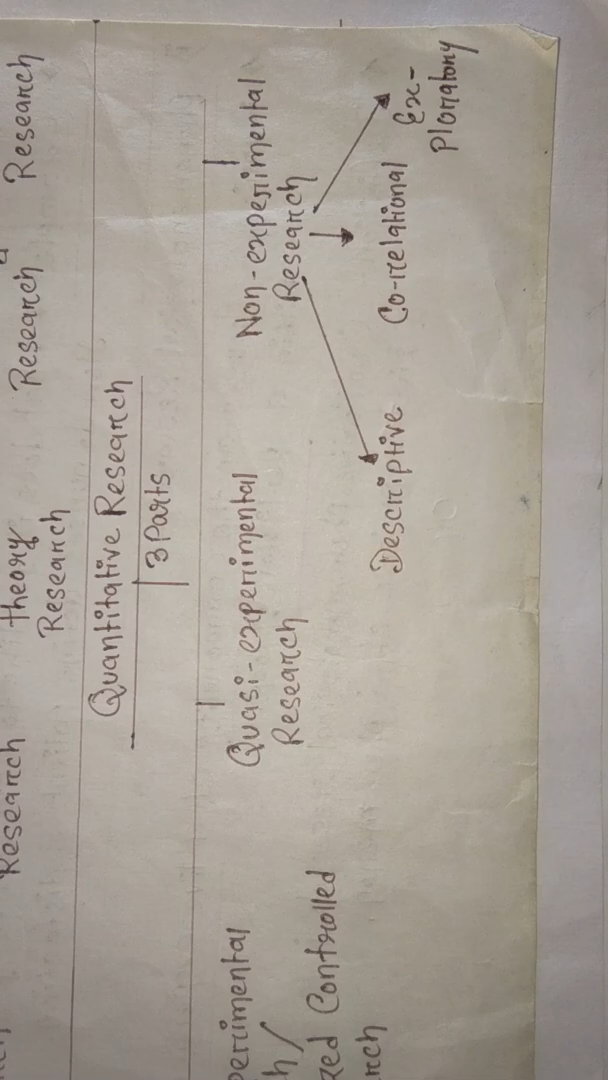 Research
theory
Research
Research
Research
Quantitative Research
3 Parts
Quasi-experimental
Research
Non-experimental
Research
Controlled
Descriptive
Co-relational
Ex-
Ploratory